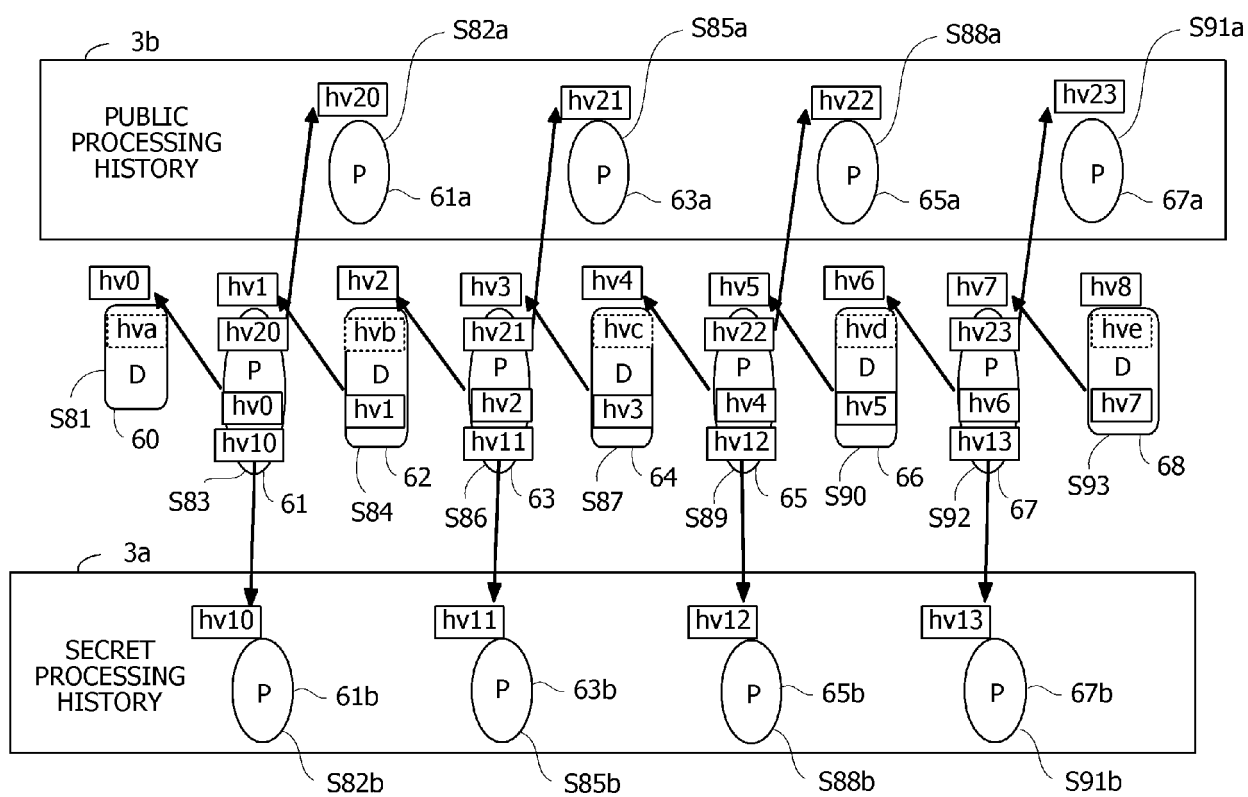 S82a
S85a
S88a
S91a
3b
hv20
hv21
hv22
hv23
PUBLIC
PROCESSING
HISTORY
P
P
P
P
61a
63a
65a
67a
hv0
hv1
hv2
hv3
hv4
hv5
hv6
hv7
hv8
hva
hv20
hvb
hv21
hvc
hv22
hvd
hv23
hve
D
P
D
P
D
P
D
P
D
hv0
hv1
hv2
hv3
hv4
hv5
hv6
hv7
S81
60
hv10
hv11
hv12
hv13
S83
61
S84
62
S86
63
S87
64
S89
65
S90
66
S92
67
S93
68
3a
hv10
hv11
hv12
hv13
SECRET
PROCESSING
HISTORY
P
P
P
P
61b
63b
65b
67b
S82b
S85b
S88b
S91b